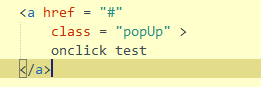 <a href = "#"
class = "popUp" >
onclick test
</a>